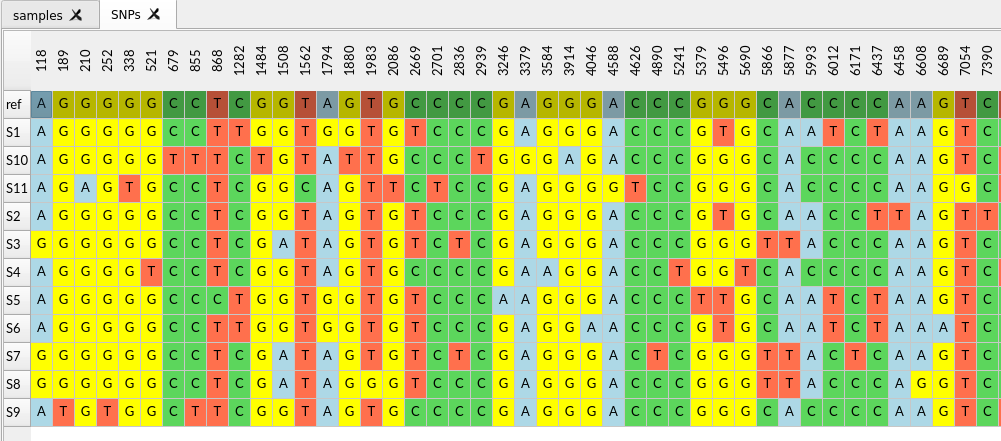 samples SNPs
118 189 210 252 338 521 679 855 868 1282 1484 1508 1562 1794 1880 1983 2086 2669 2701 2836 2939 3246 3379 3584 3914 4046 4588 4626 4890 5241 5379 5496 5690 5866 5877 5993 6012 6171 6437 6458 6608 6689 7054 7390
ref A G G G G G C C T C G G T A G T G C C C C G A G G G A C C C G G G C A C C C C A A G T C
S1 A G G G G G C C T T G G T G G T G T C C C G A G G G A C C C G T G C A A T C T A A G T C
S10 A G G G G G T T T C T G T A T T G C C C T G G G A G A C C C G G G C A C C C C A A G T C
S11 A G A G T G C C T C G G C A G T T C T C C G A G G G G T C C G G G C A C C C C A A G G C
S2 A G G G G G C C T C G G T A G T G T C C C G A G G G A C C C G T G C A A C C T T A G T T
S3 G G G G G G C C T C G A T A G T G T C T C G A G G G A C C C G G G T T A C C C A A G T C
S4 A G G G G T C C T C G G T A G T G C C C C G A A G G A C C T G G T C A C C C C A A G T C
S5 A G G G G G C C C T G G T G G T G T C C C A A G G G A C C C T T G C A A T C T A A G T C
S6 A G G G G G C C T T G G T G G T G T C C C G A G G A A C C C G T G C A A T C T A A A T C
S7 G G G G G G C C T C G A T A G T G T C T C G A G G G A C T C G G G T T A C T C A A G T C
S8 G G G G G G C C T C G A T A G G G T C C C G A G G G A C C C G G G T T A C C C A G G T C
S9 A T G T G G C T T C G G T A G T G C C C C G A G G G A C C C G G G C A C C C C A A G T C